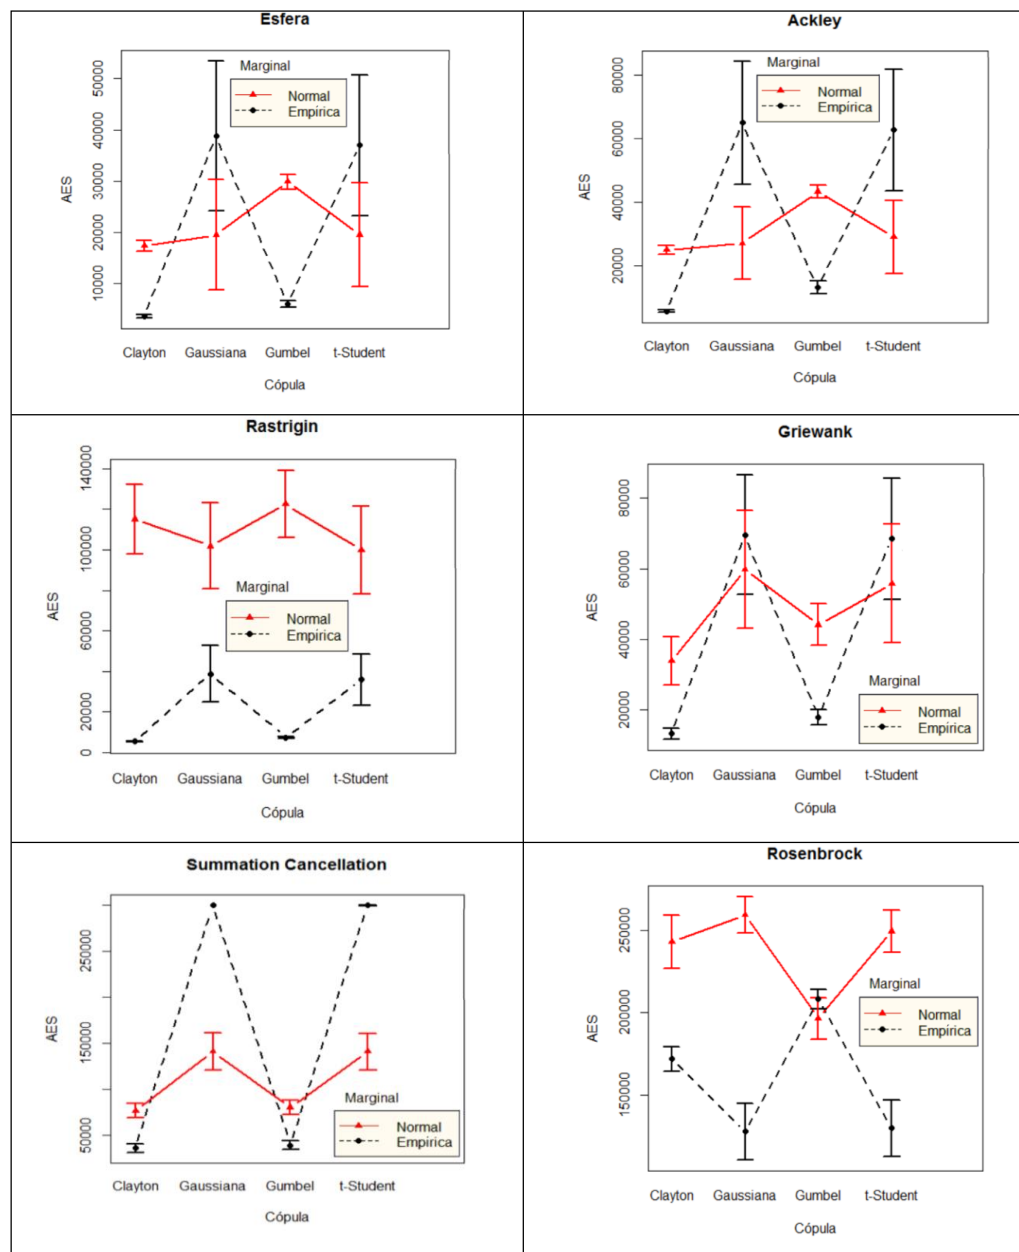 Esfera
Marginal
Normal
Empirica
AES
50000
40000
30000
20000
10000
Clayton Gaussiana Gumbel t-Student
Cópula
Ackley
Marginal
Normal
Empirica
AES
80000
60000
40000
20000
Clayton Gaussiana Gumbel t-Student
Cópula
Rastrigin
Marginal
Normal
Empirica
AES
140000
100000
60000
20000
0
Clayton Gaussiana Gumbel t-Student
Cópula
Griewank
Marginal
Normal
Empirica
AES
80000
60000
40000
20000
Clayton Gaussiana Gumbel t-Student
Cópula
Summation Cancellation
Marginal
Normal
Empirica
AES
250000
150000
50000
Clayton Gaussiana Gumbel t-Student
Cópula
Rosenbrock
Marginal
Normal
Empirica
AES
250000
200000
150000
Clayton Gaussiana Gumbel t-Student
Cópula